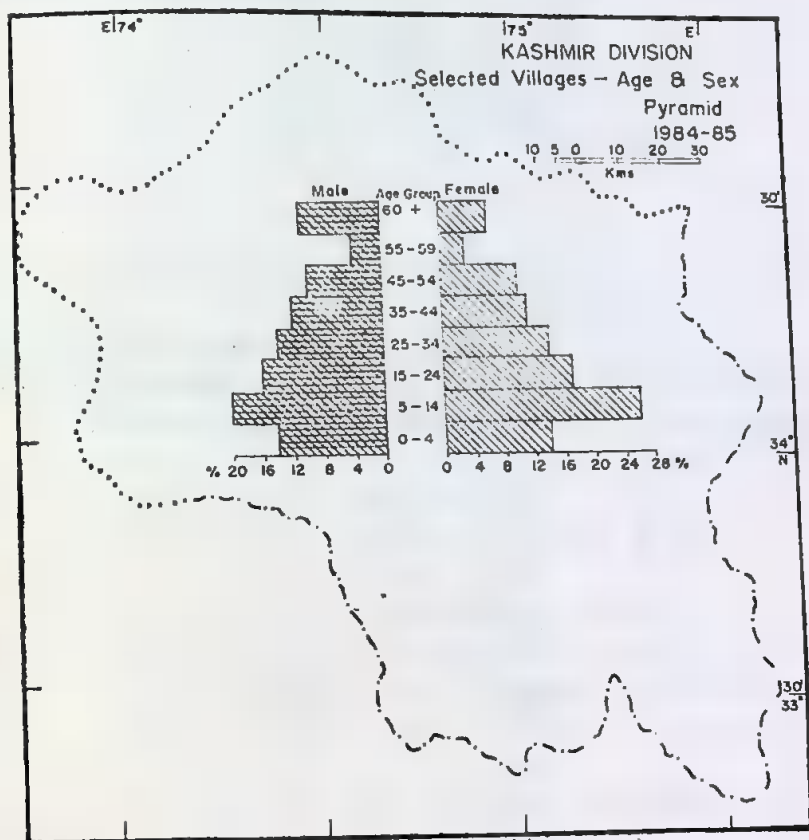 E 74° 75° E
KASHMIR DIVISION
Selected Villages – Age & Sex
Pyramid
1984-85
10 5 0 10 20 30
Kms
Male Age Group Female
60 +
30'
55-59
45-54
35-44
25-34
15-24
5-14
0-4
34°
N
% 20 16 12 8 4 0 0 4 8 12 16 20 24 28 %
30'
33°